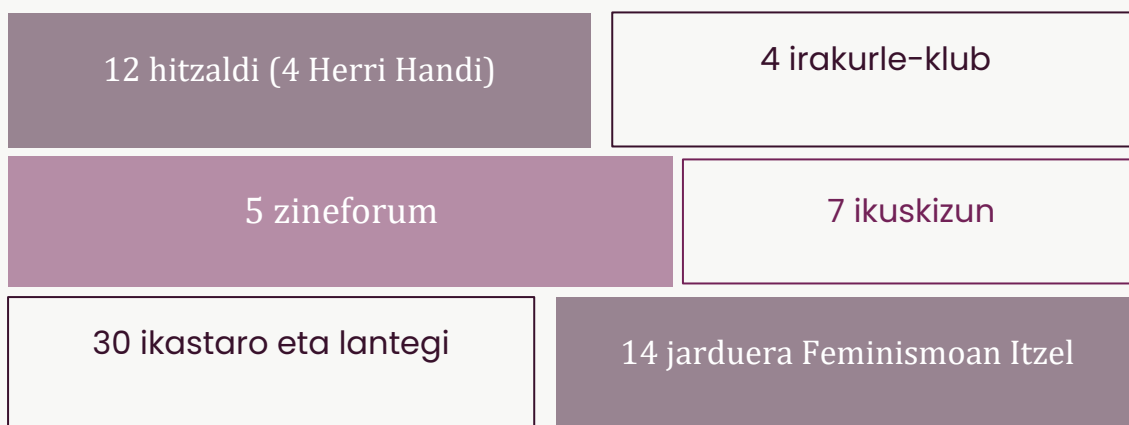 12 hitzaldi (4 Herri Handi)
4 irakurle-klub
5 zineforum
7 ikuskizun
30 ikastaro eta lantegi
14 jarduera Feminismoan Itzel